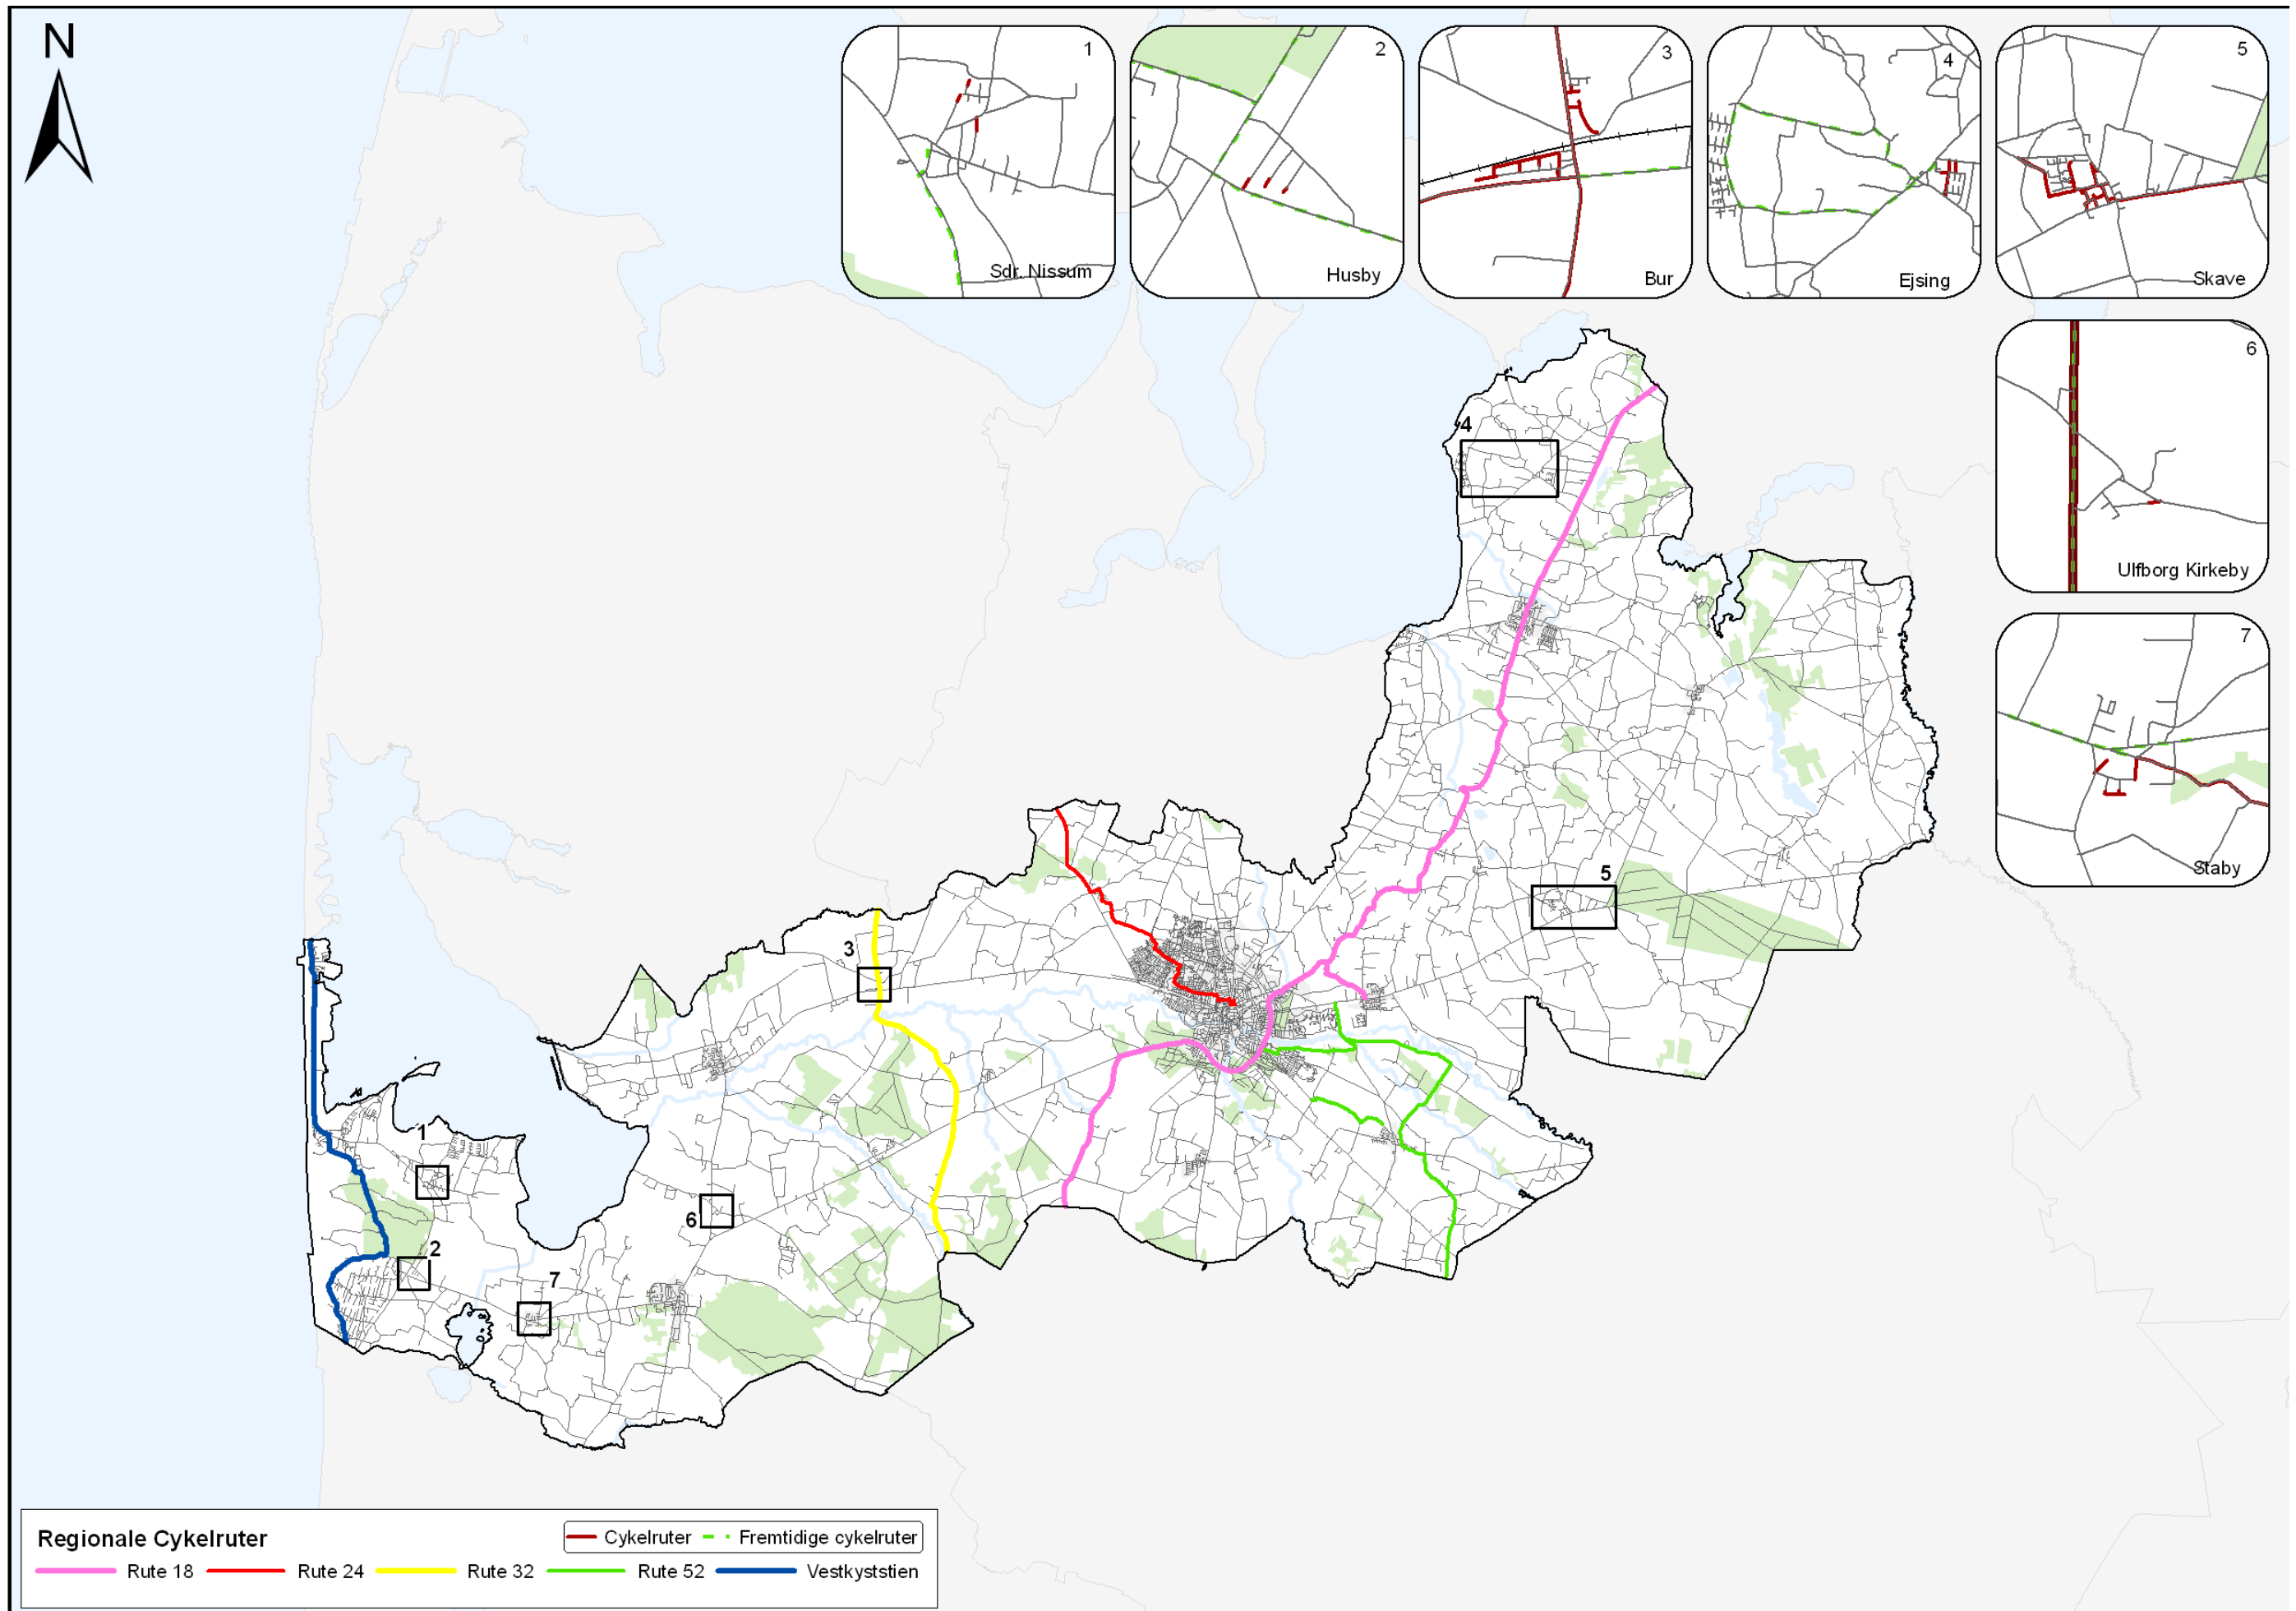 N
1
Sdr. Nissum
2
Husby
3
Bur
4
Ejsing
5
Skave
6
Ulfborg Kirkeby
7
Staby
4
5
3
1
6
2
7
Regionale Cykelruter
Cykelruter
Fremtidige cykelruter
Rute 18
Rute 24
Rute 32
Rute 52
Vestkyststien